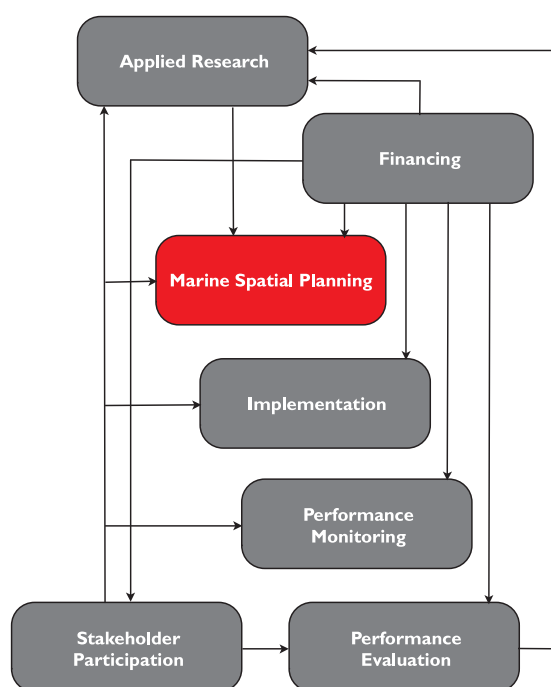 Applied Research
Financing
Marine Spatial Planning
Implementation
Performance
Monitoring
Stakeholder
Participation
Performance
Evaluation